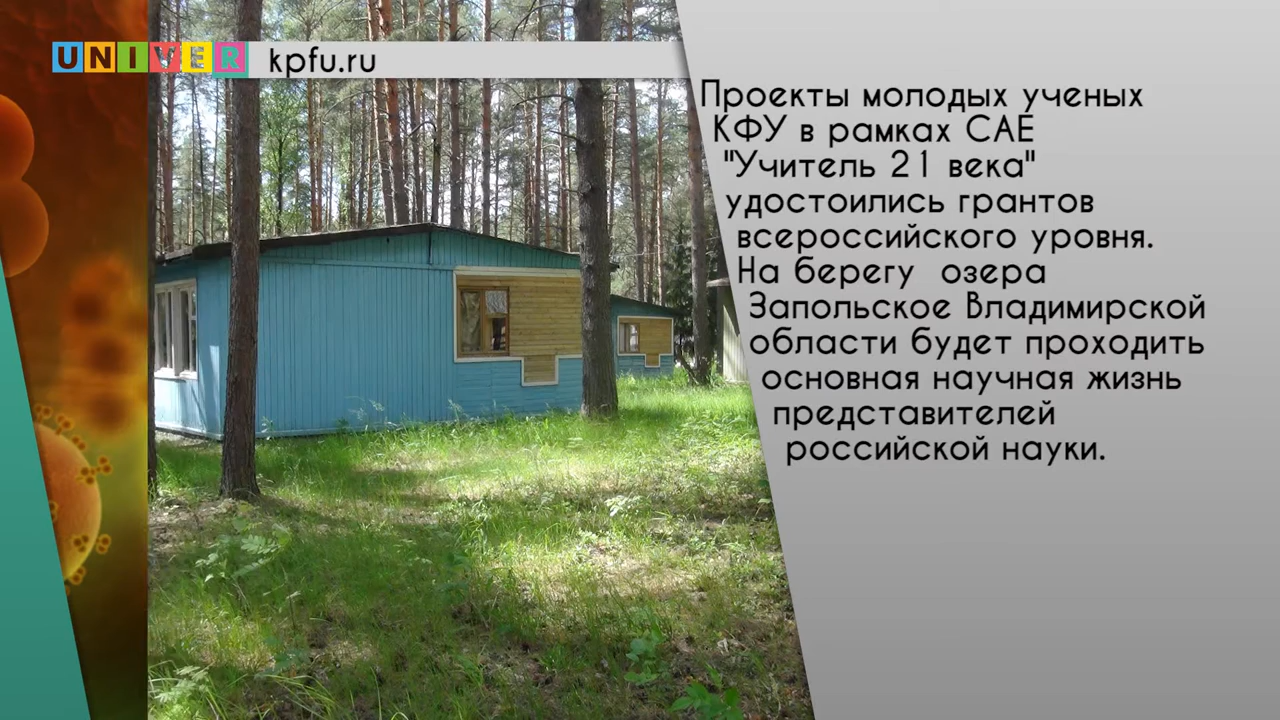 UNIVER kpfu.ru
Проекты молодых ученых
КФУ в рамках САЕ
"Учитель 21 века"
удостоились грантов
всероссийского уровня.
На берегу озера
Запольское Владимирской
области будет проходить
основная научная жизнь
представителей
российской науки.